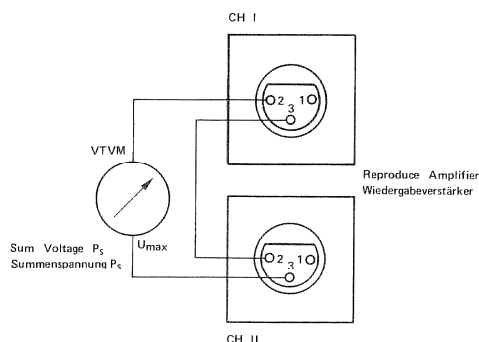 CH I
2 1
3
VTVM
Reproduce Amplifier
Wiedergabeverstärker
Umax
Sum Voltage PS
Summenspannung PS
2 3 1
CH II